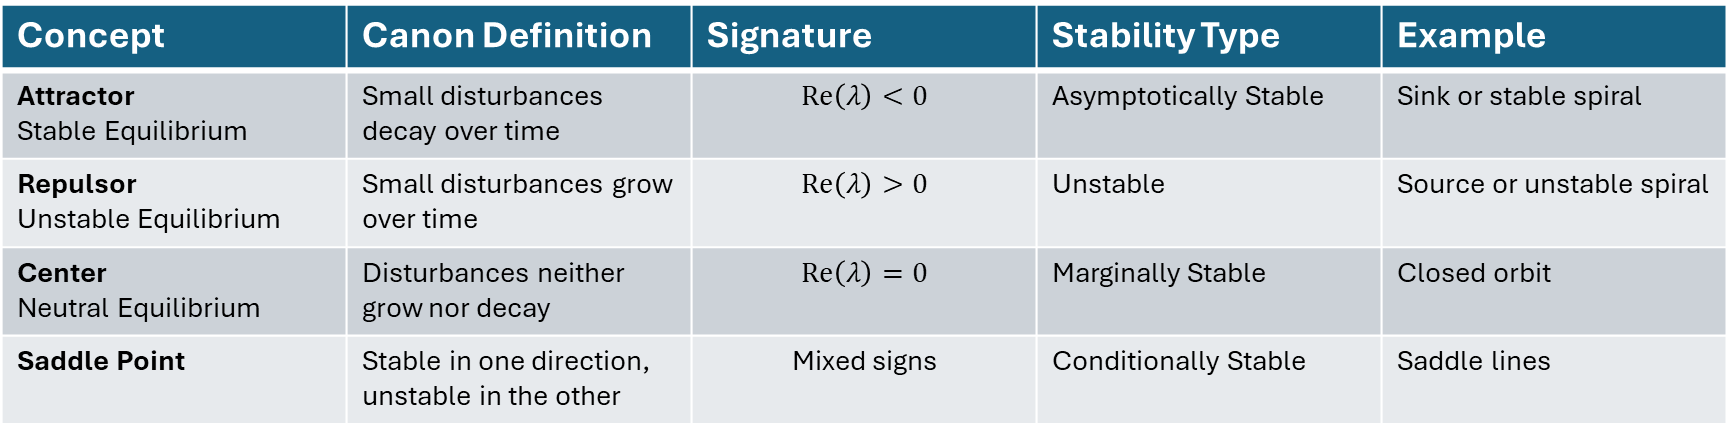 Concept Canon Definition Signature Stability Type Example
Attractor
Stable Equilibrium
Small disturbances
decay over time
Re(λ) < 0
Asymptotically Stable
Sink or stable spiral
Repulsor
Unstable Equilibrium
Small disturbances grow
over time
Re(λ) > 0
Unstable
Source or unstable spiral
Center
Neutral Equilibrium
Disturbances neither
grow nor decay
Re(λ) = 0
Marginally Stable
Closed orbit
Saddle Point
Stable in one direction,
unstable in the other
Mixed signs
Conditionally Stable
Saddle lines